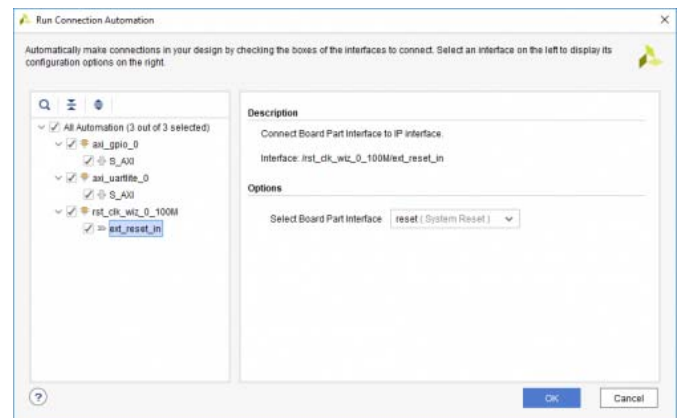 Run Connection Automation
Automatically make connections in your design by checking the boxes of the interfaces to connect. Select an interface on the left to display its
configuration options on the right.
All Automation (3 out of 3 selected)
axi_gpio_0
S_AXI
axi_uartlite_0
S_AXI
rst_clk_wiz_0_100M
ext_reset_in
Description
Connect Board Part Interface to IP interface.
Interface: /rst_clk_wiz_0_100M/ext_reset_in
Options
Select Board Part Interface reset ( System Reset )
?
OK Cancel